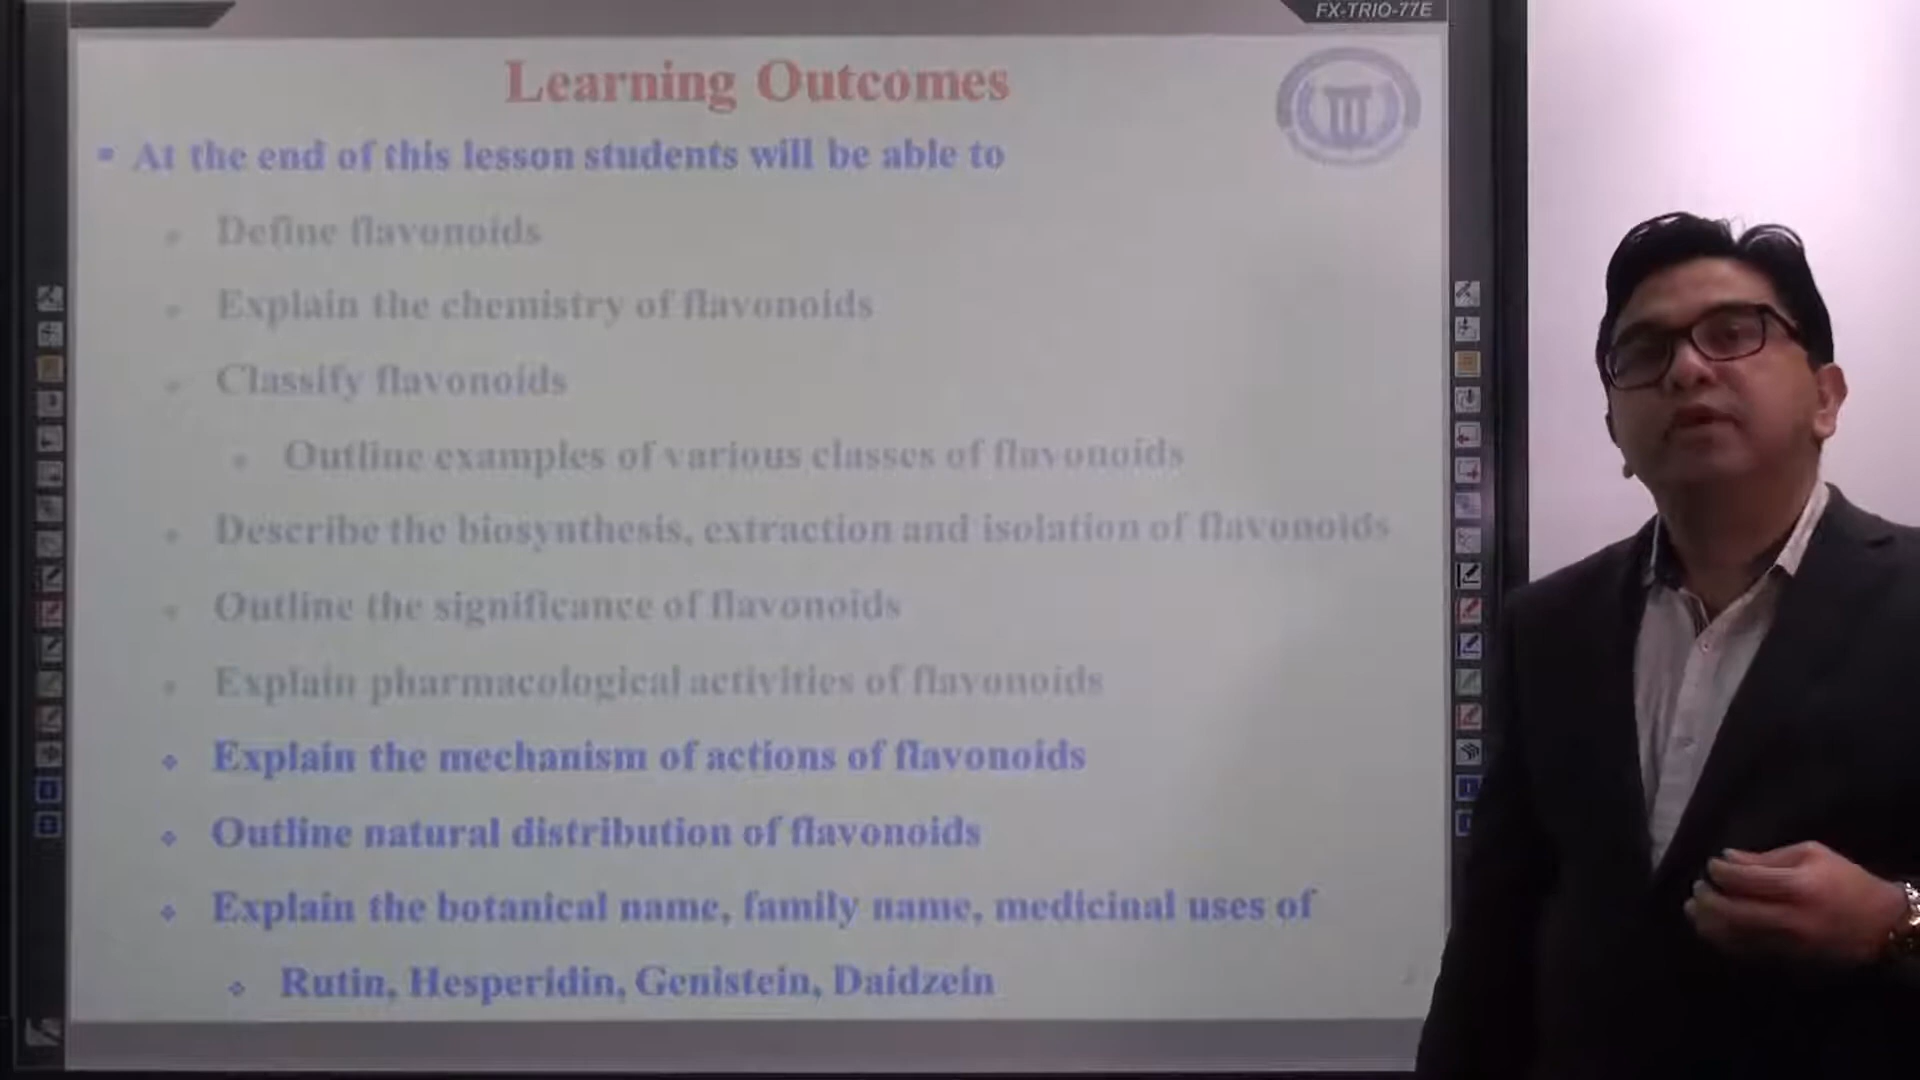 FX-TRIO-77E
Learning Outcomes
At the end of this lesson students will be able to
Define flavonoids
Explain the chemistry of flavonoids
Classify flavonoids
Outline examples of various classes of flavonoids
Describe the biosynthesis, extraction and isolation of flavonoids
Outline the significance of flavonoids
Explain pharmacological activities of flavonoids
Explain the mechanism of actions of flavonoids
Outline natural distribution of flavonoids
Explain the botanical name, family name, medicinal uses of
Rutin, Hesperidin, Genistein, Daidzein